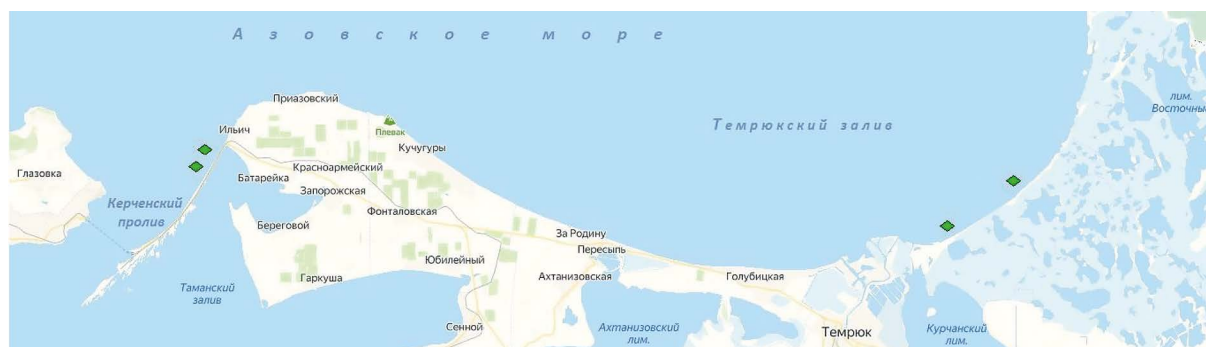 Азовское море
Приазовский
Ильич
Плевак
Кучугуры
Темрюкский залив
лим.
Восточный
Глазовка
Красноармейский
Батарейка
Запорожская
Керченский
пролив
Фонталовская
Береговой
За Родину
Пересыпь
Юбилейный
Гаркуша
Ахтанизовская
Голубицкая
Таманский
залив
Сенной
Ахтанизовский
лим.
Темрюк
Курчанский
лим.